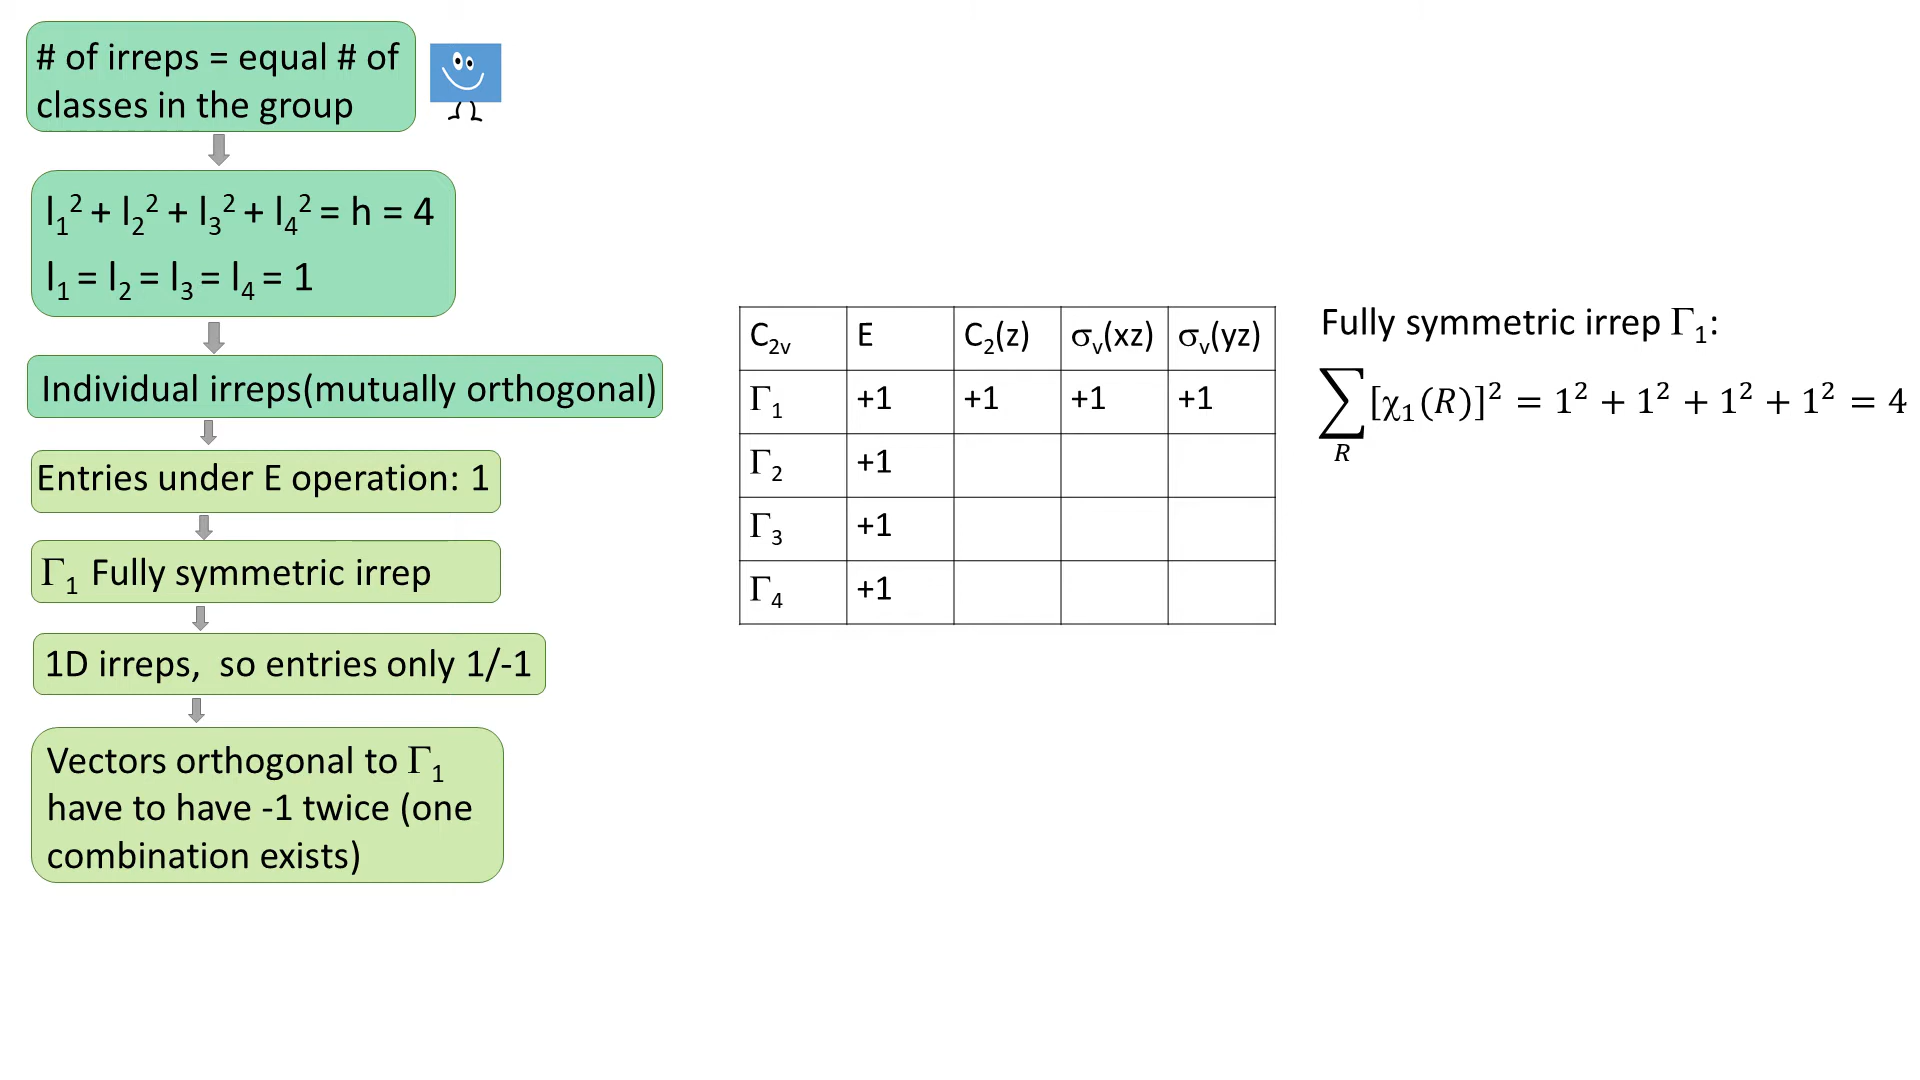 # of irreps = equal # of
classes in the group
l₁² + l₂² + l₃² + l₄² = h = 4
l₁ = l₂ = l₃ = l₄ = 1
Individual irreps(mutually orthogonal)
Entries under E operation: 1
Γ₁ Fully symmetric irrep
1D irreps, so entries only 1/-1
Vectors orthogonal to Γ₁
have to have -1 twice (one
combination exists)
C₂ᵥ E C₂(z) σᵥ(xz) σᵥ(yz)
Γ₁ +1 +1 +1 +1
Γ₂ +1
Γ₃ +1
Γ₄ +1
Fully symmetric irrep Γ₁:
∑_R [χ₁(R)]² = 1² + 1² + 1² + 1² = 4